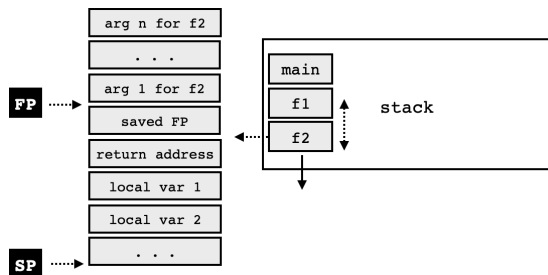 arg n for f2
. . .
arg 1 for f2
FP
saved FP
return address
local var 1
local var 2
. . .
SP
main
f1
f2
stack